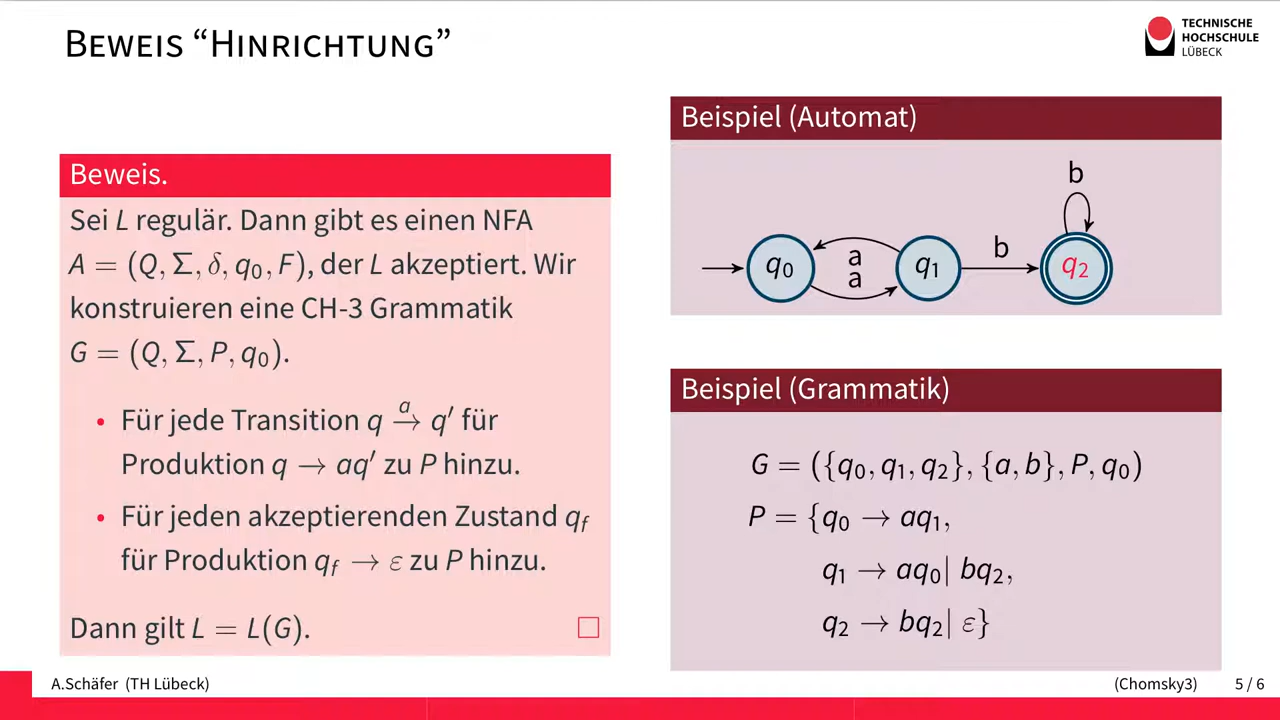 BEWEIS “HINRICHTUNG”
TECHNISCHE
HOCHSCHULE
LÜBECK
Beweis.
Sei L regulär. Dann gibt es einen NFA
A = (Q, Σ, δ, q₀, F), der L akzeptiert. Wir
konstruieren eine CH-3 Grammatik
G = (Q, Σ, P, q₀).
• Für jede Transition q →ᵃ q′ für
Produktion q → aq′ zu P hinzu.
• Für jeden akzeptierenden Zustand q_f
für Produktion q_f → ε zu P hinzu.
Dann gilt L = L(G). □
Beispiel (Automat)
b
q₀
a
a
q₁
b
q₂
Beispiel (Grammatik)
G = ({q₀, q₁, q₂}, {a, b}, P, q₀)
P = {q₀ → aq₁,
q₁ → aq₀| bq₂,
q₂ → bq₂| ε}
A.Schäfer (TH Lübeck)
(Chomsky3)
5 / 6